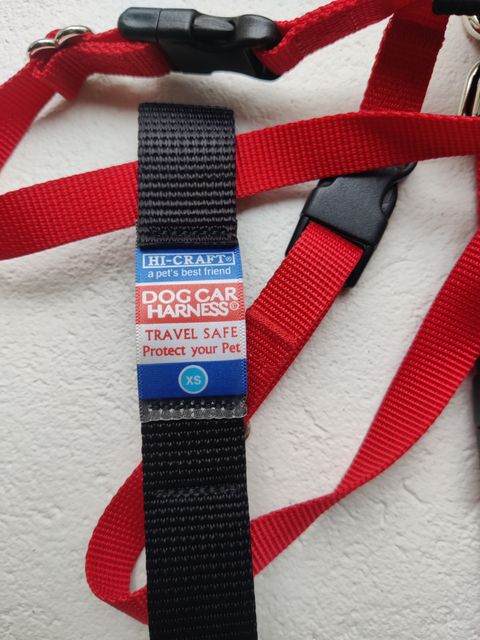 HI-CRAFT®
a pet's best friend
DOG CAR
HARNESS©
TRAVEL SAFE
Protect your Pet
XS